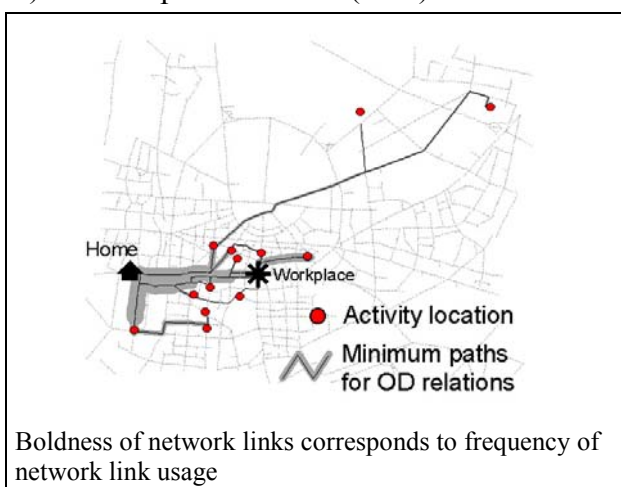 Home
Workplace
Activity location
Minimum paths
for OD relations
Boldness of network links corresponds to frequency of
network link usage